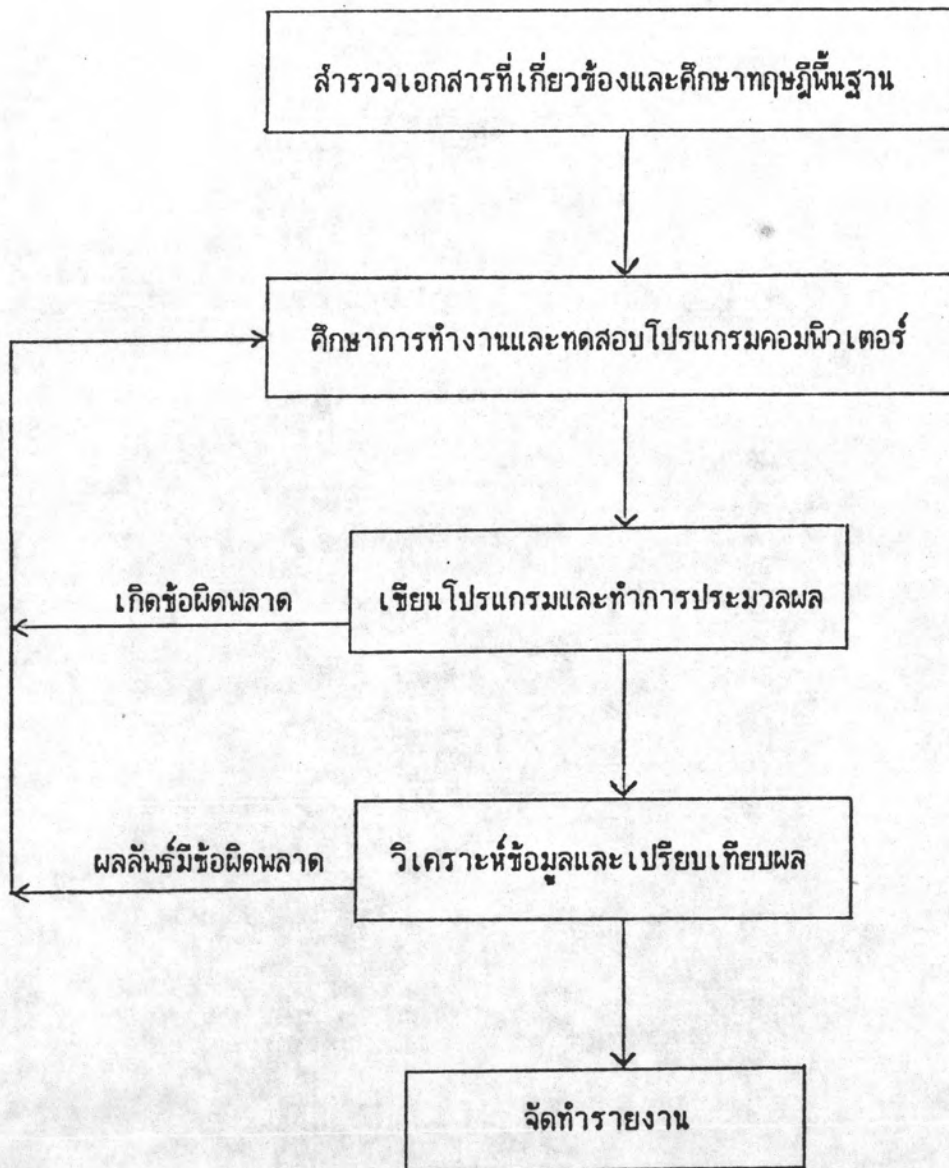 สำรวจเอกสารที่เกี่ยวข้องและศึกษาทฤษฎีพื้นฐาน
ศึกษาการทำงานและทดสอบโปรแกรมคอมพิวเตอร์
เกิดข้อผิดพลาด
เขียนโปรแกรมและทำการประมวลผล
ผลลัพธ์มีข้อผิดพลาด
วิเคราะห์ข้อมูลและเปรียบเทียบผล
จัดทำรายงาน